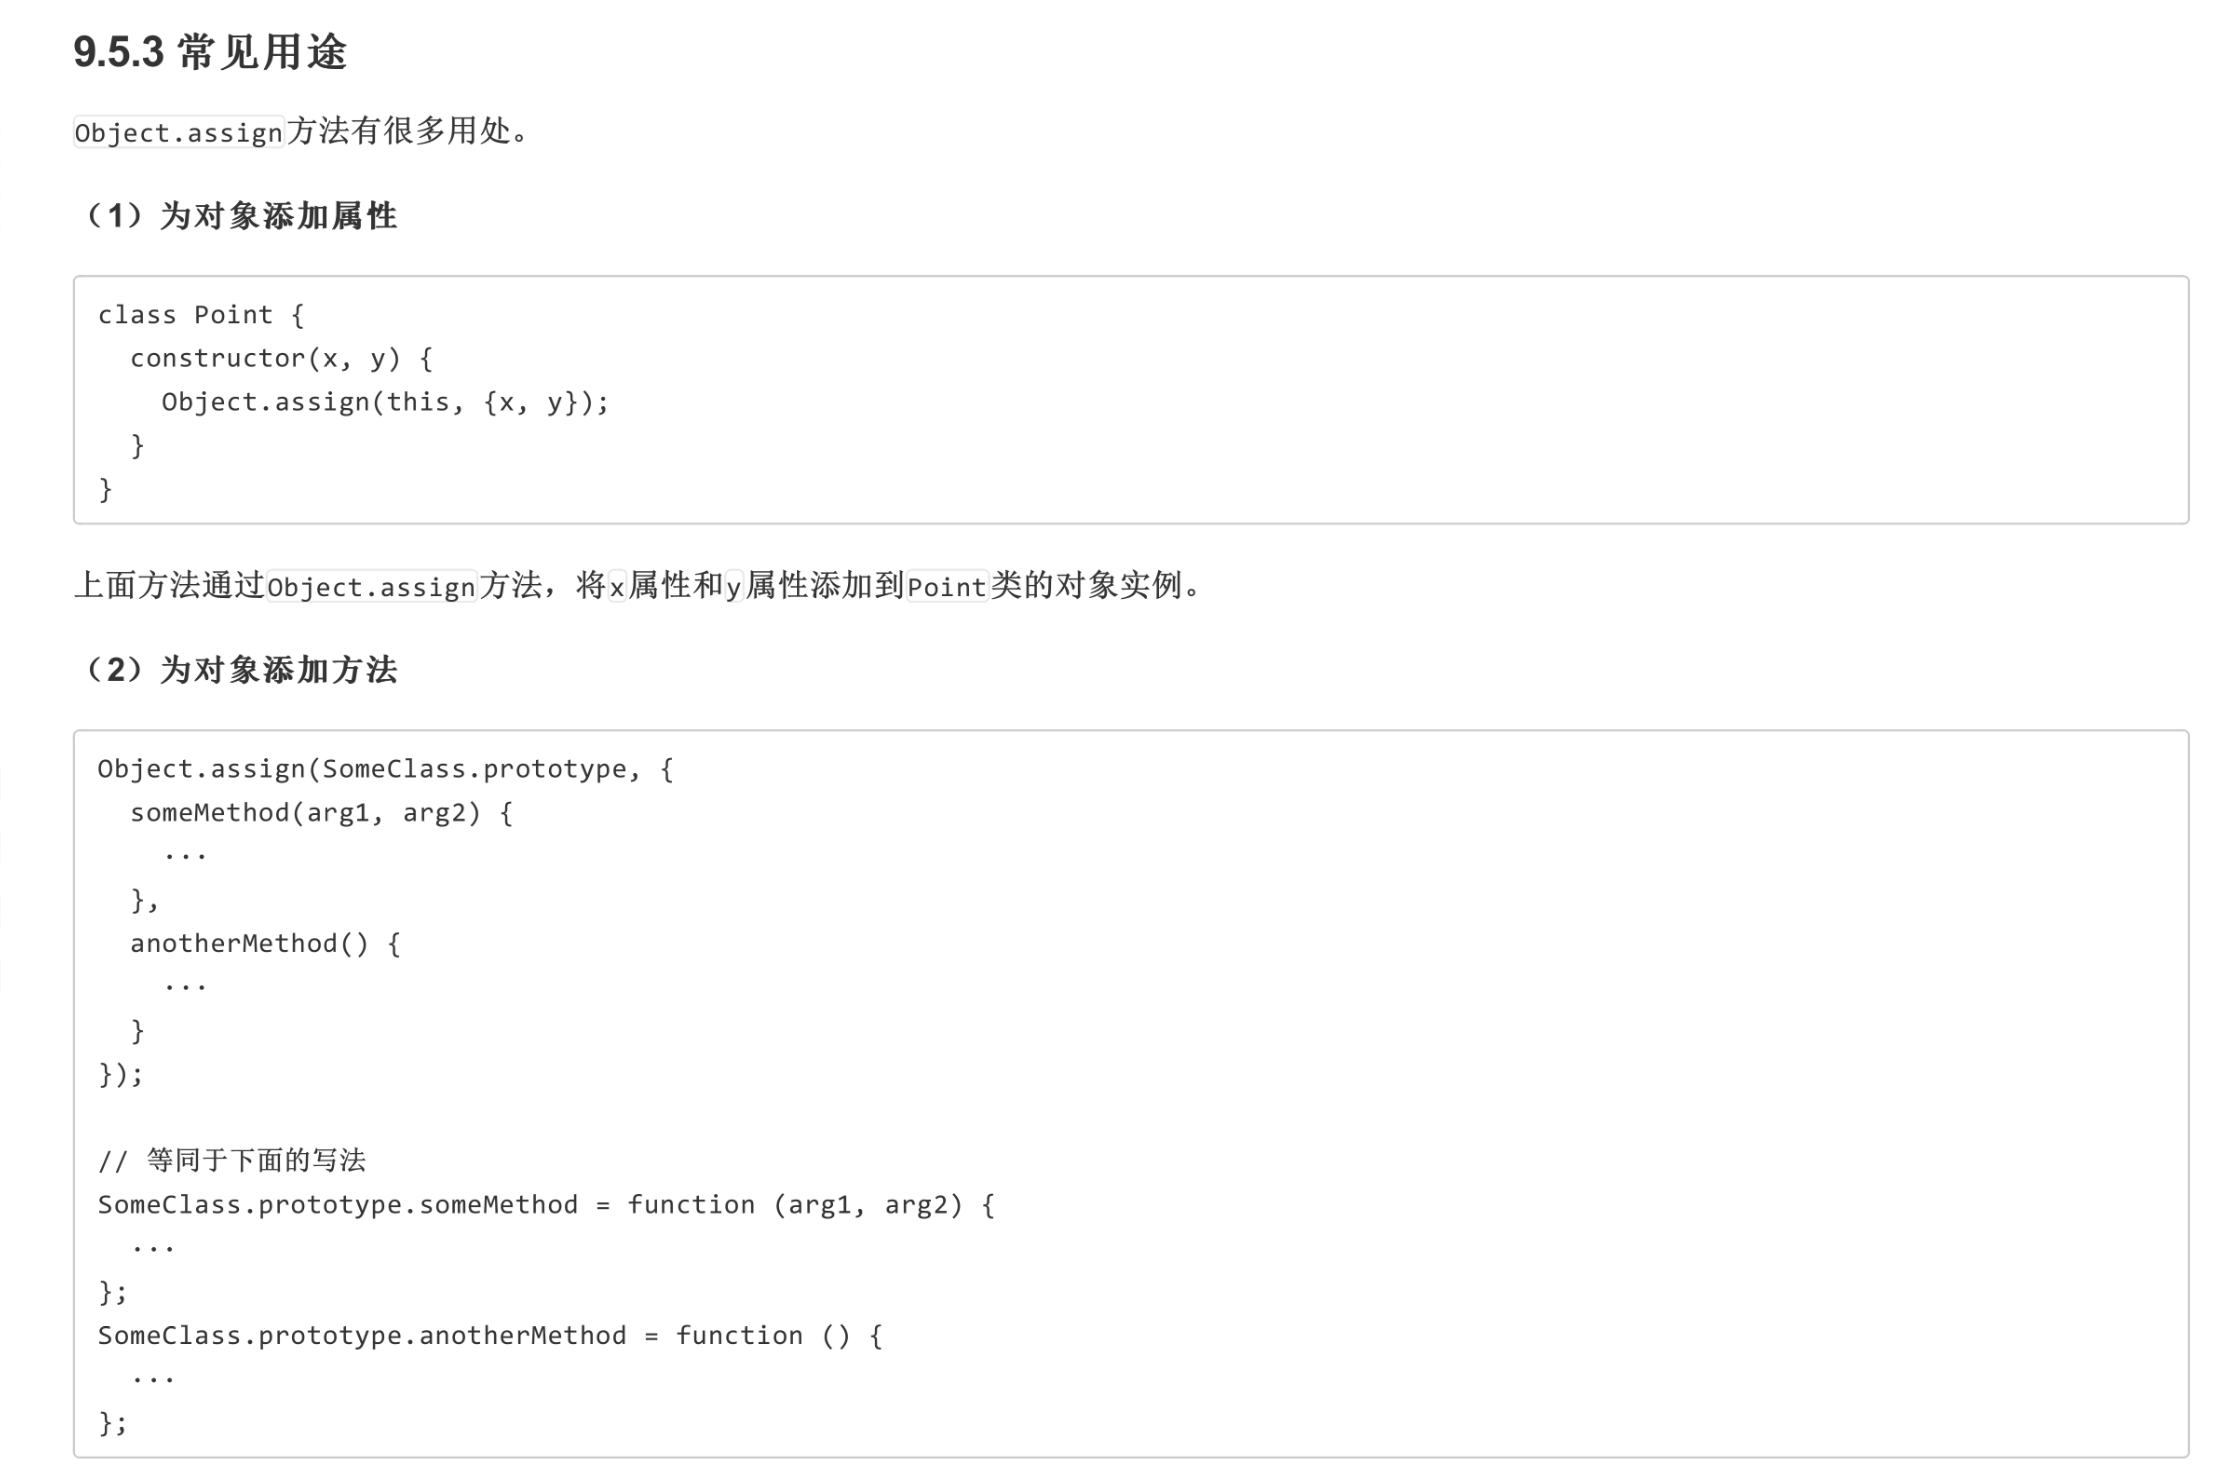 9.5.3 常见用途
Object.assign方法有很多用处。
（1）为对象添加属性
class Point {
  constructor(x, y) {
    Object.assign(this, {x, y});
  }
}
上面方法通过Object.assign方法，将x属性和y属性添加到Point类的对象实例。
（2）为对象添加方法
Object.assign(SomeClass.prototype, {
  someMethod(arg1, arg2) {
    ...
  },
  anotherMethod() {
    ...
  }
});
// 等同于下面的写法
SomeClass.prototype.someMethod = function (arg1, arg2) {
  ...
};
SomeClass.prototype.anotherMethod = function () {
  ...
};